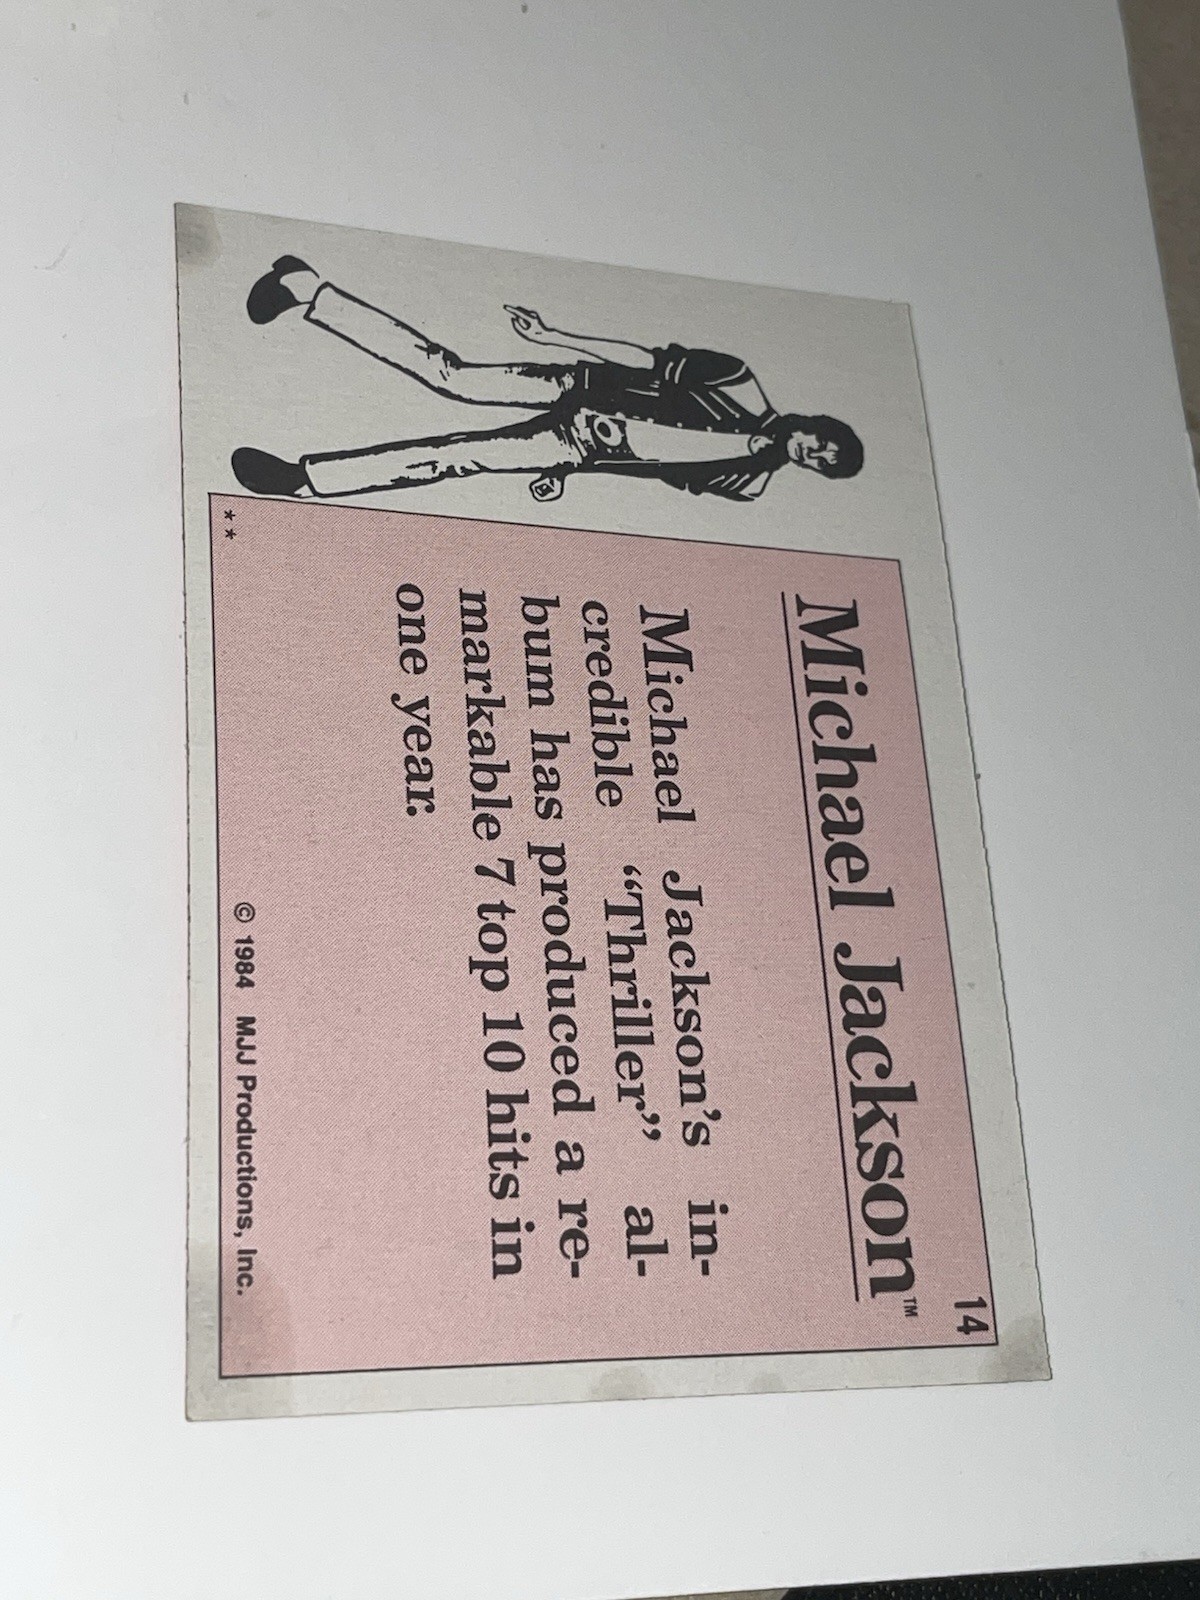 14
Michael Jackson™
Michael Jackson's in-
credible "Thriller" al-
bum has produced a re-
markable 7 top 10 hits in
one year.
** © 1984 MJJ Productions, Inc.